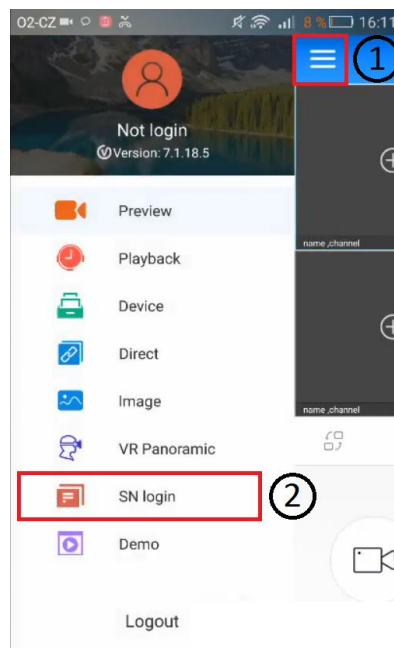 O2-CZ
8 %
16:11
1
Not login
Version: 7.1.18.5
Preview
name ,channel
Playback
Device
Direct
Image
name ,channel
VR Panoramic
SN login
2
Demo
Logout